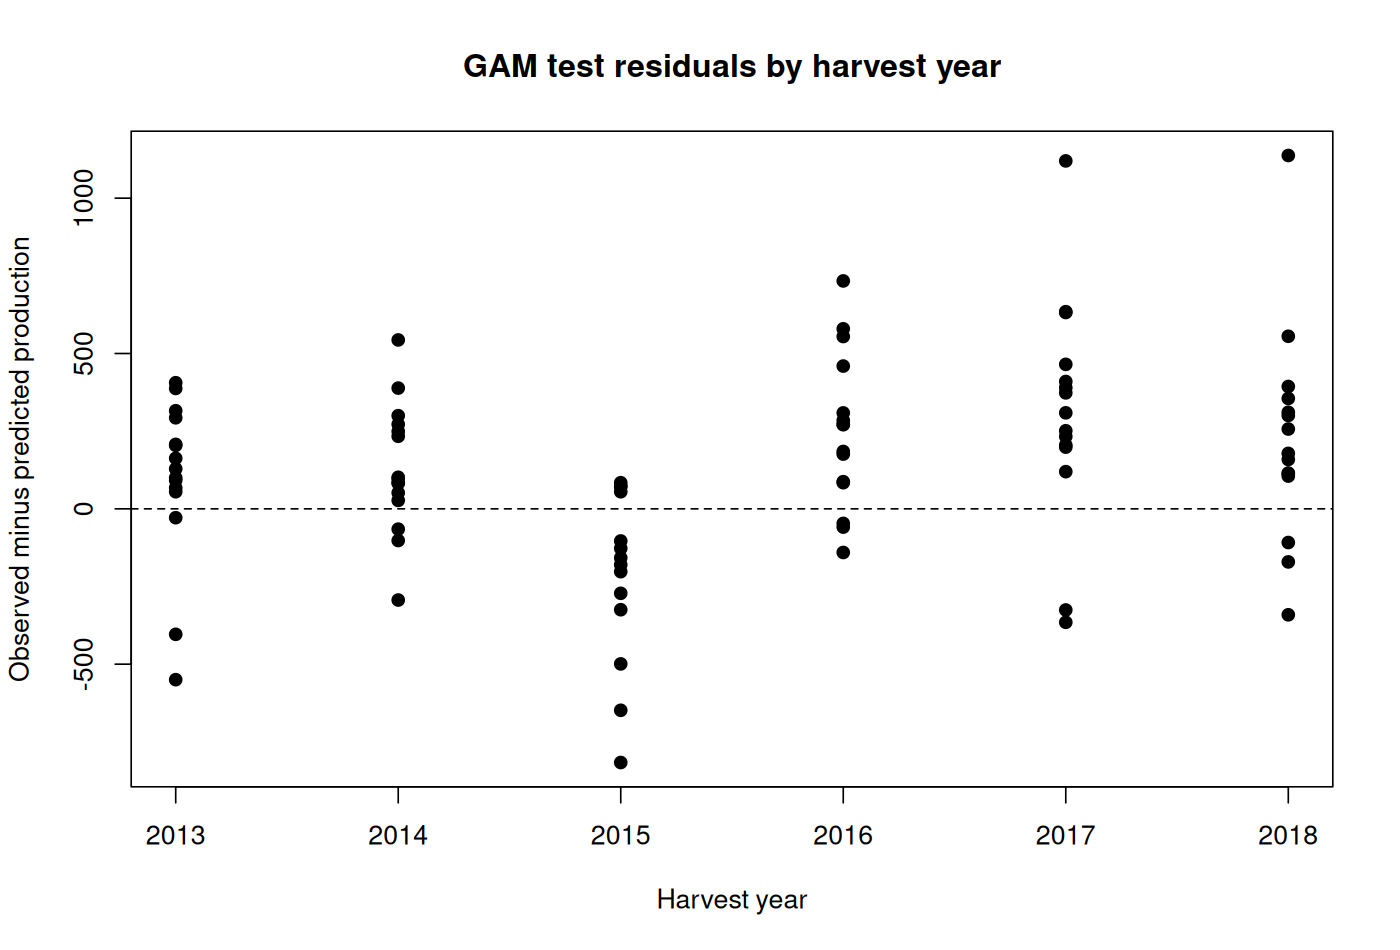 GAM test residuals by harvest year
Observed minus predicted production
1000
500
0
-500
2013 2014 2015 2016 2017 2018
Harvest year